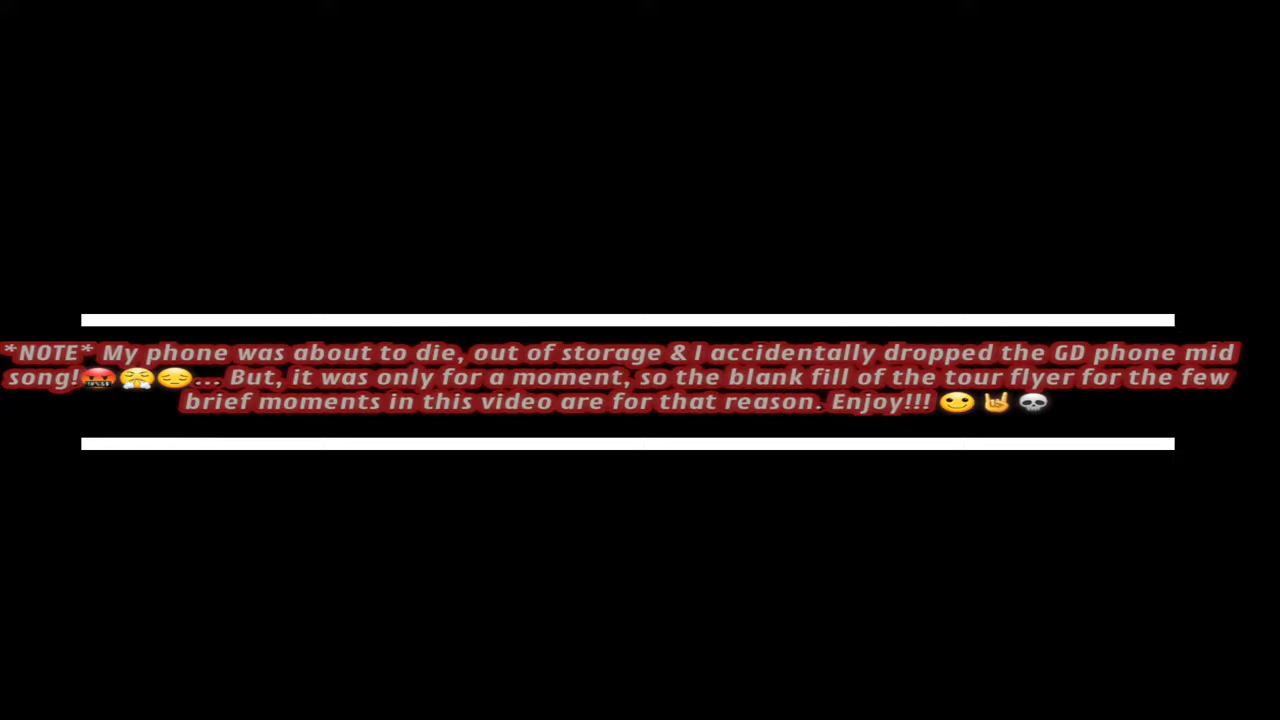 *NOTE* My phone was about to die, out of storage & I accidentally dropped the GD phone mid
song!🤬😤😔... But, it was only for a moment, so the blank fill of the tour flyer for the few
brief moments in this video are for that reason. Enjoy!!! 🙂 🤘 💀